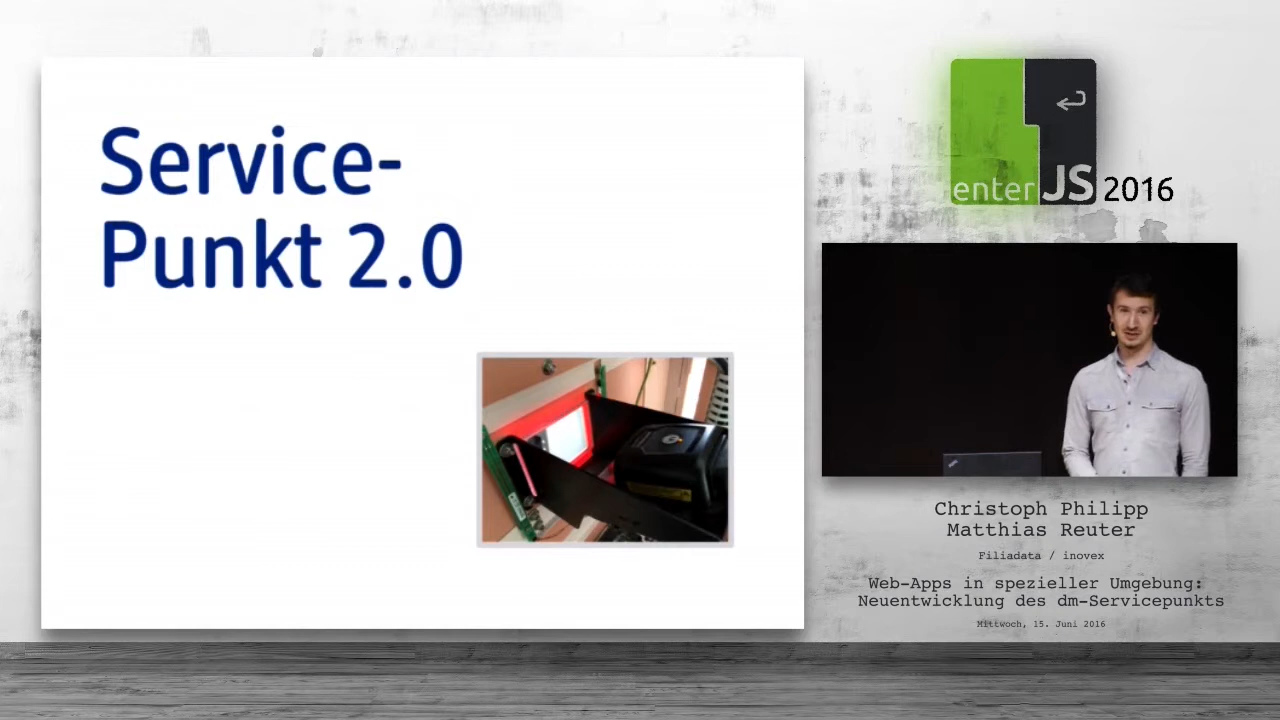 Service-
Punkt 2.0
enter JS 2016
Christoph Philipp
Matthias Reuter
Filiadata / inovex
Web-Apps in spezieller Umgebung:
Neuentwicklung des dm-Servicepunkts
Mittwoch, 15. Juni 2016